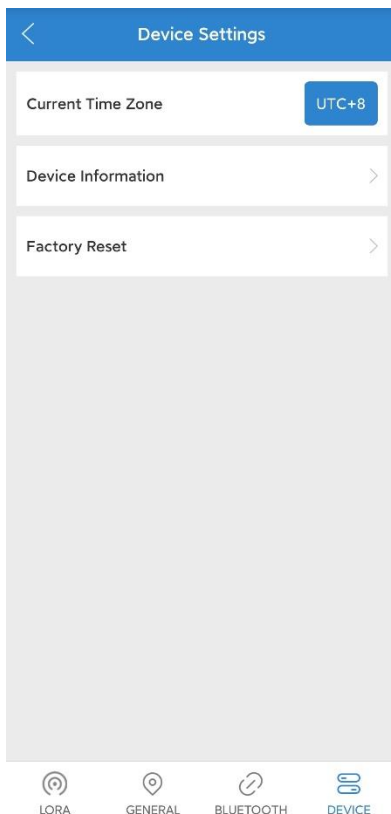 Device Settings
Current Time Zone
UTC+8
Device Information
Factory Reset
LORA
GENERAL
BLUETOOTH
DEVICE